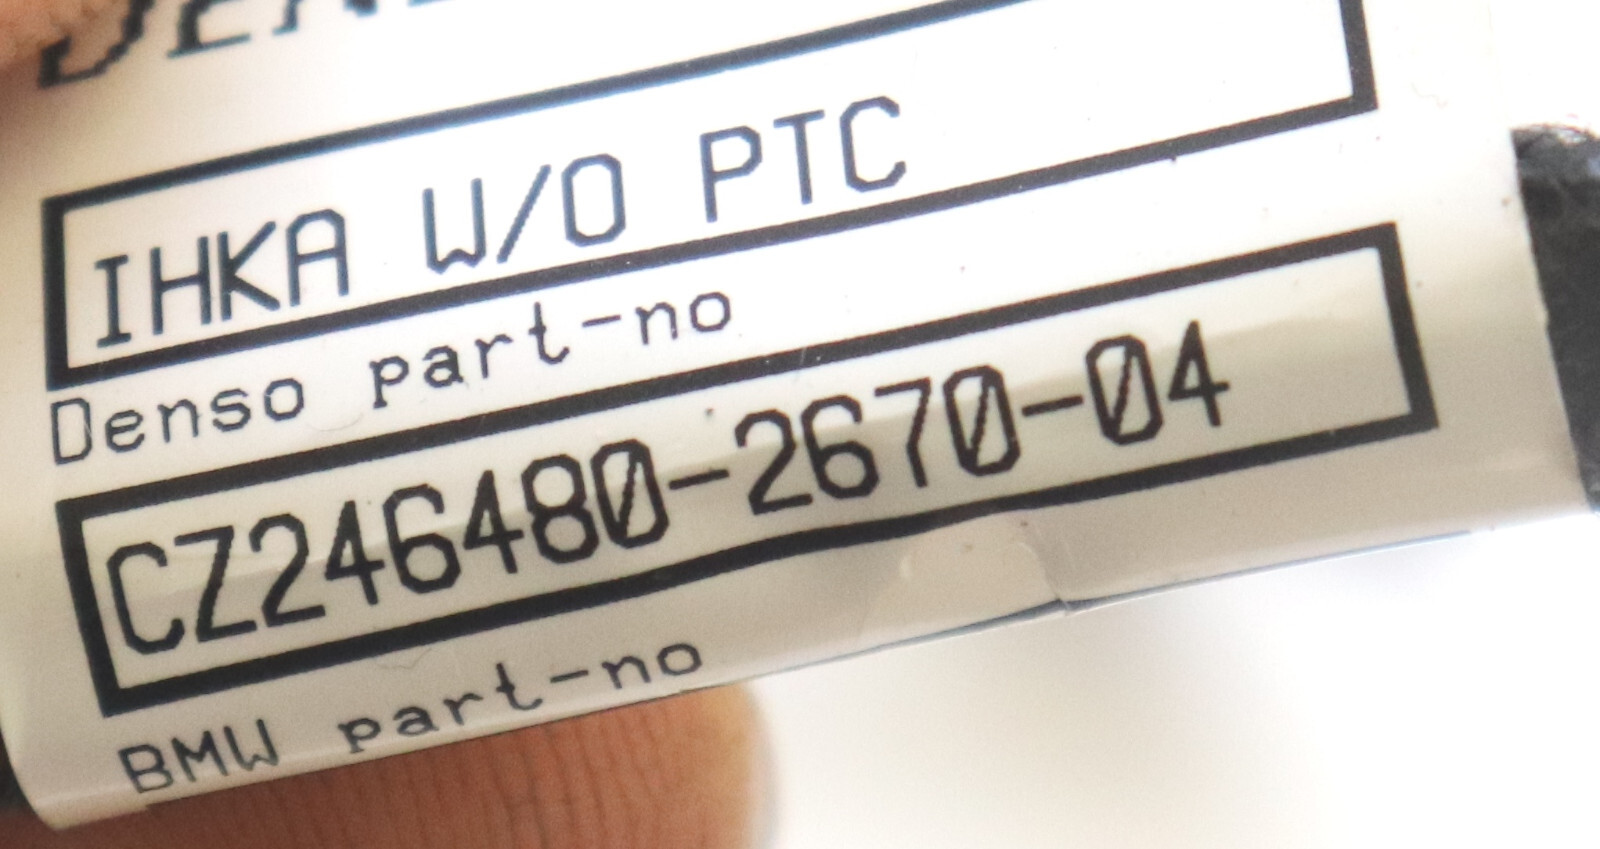 IHKA W/O PTC
Denso part-no
CZ246480-2670-04
BMW part-no